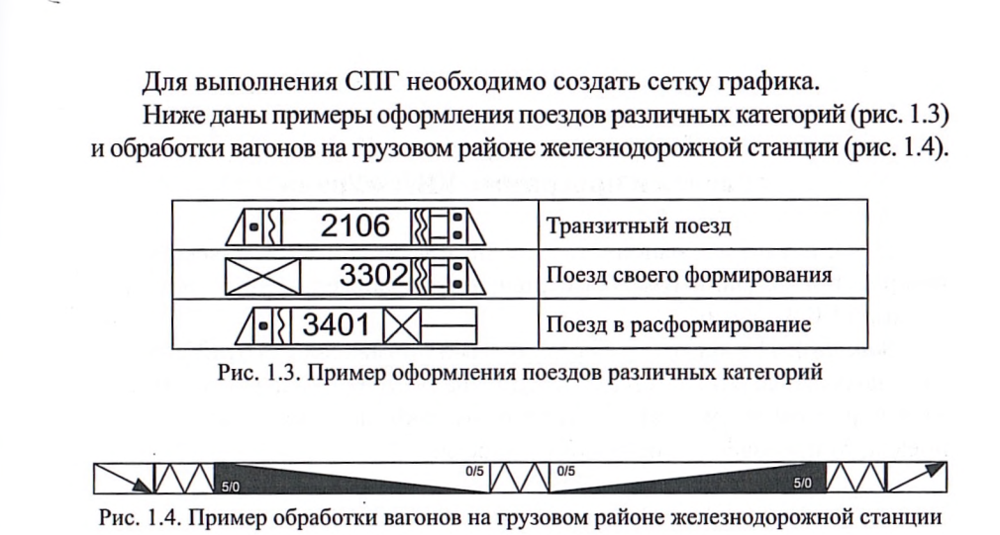 Для выполнения СПГ необходимо создать сетку графика.
Ниже даны примеры оформления поездов различных категорий (рис. 1.3)
и обработки вагонов на грузовом районе железнодорожной станции (рис. 1.4).
2106 Транзитный поезд
3302 Поезд своего формирования
3401 Поезд в расформирование
Рис. 1.3. Пример оформления поездов различных категорий
5/0 0/5 0/5 5/0
Рис. 1.4. Пример обработки вагонов на грузовом районе железнодорожной станции